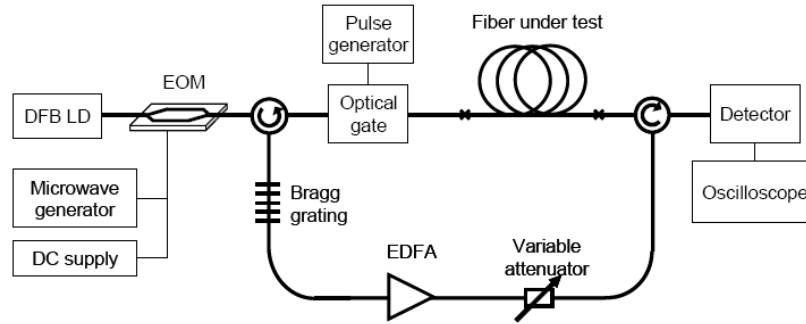 Pulse
generator
Fiber under test
EOM
DFB LD
Optical
gate
Detector
Microwave
generator
Bragg
grating
Oscilloscope
DC supply
EDFA
Variable
attenuator